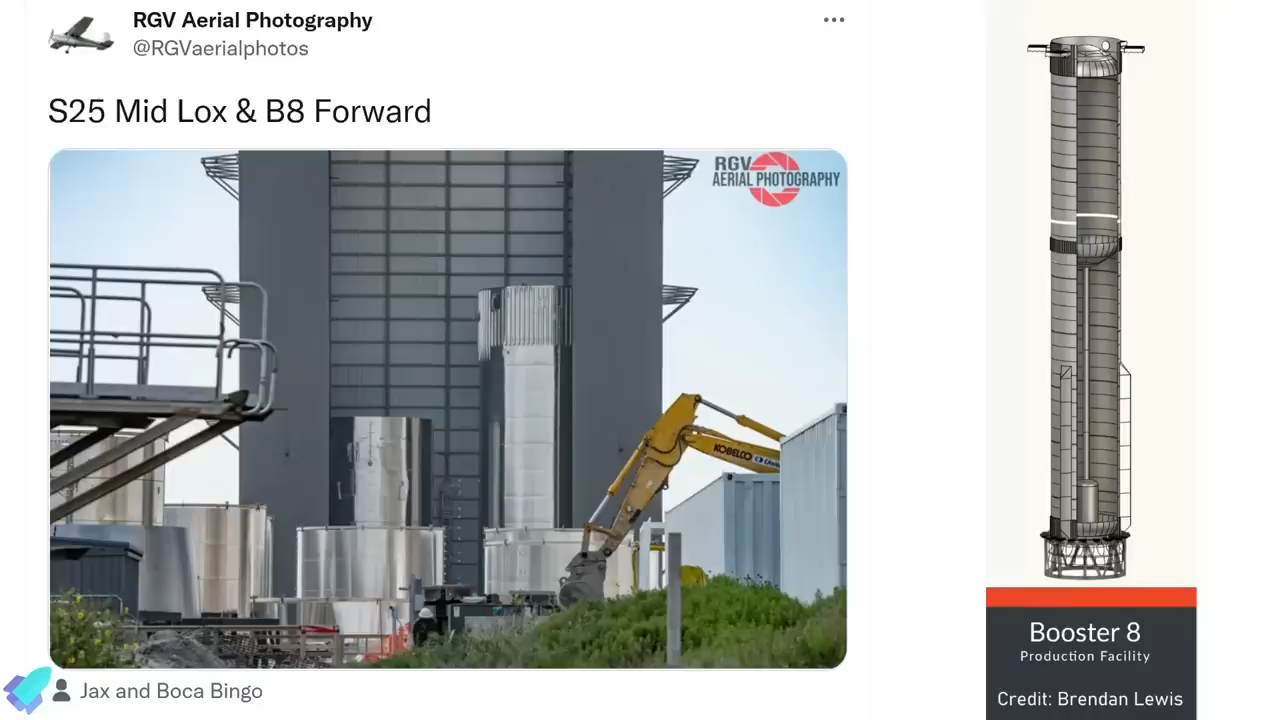 RGV Aerial Photography
@RGVaerialphotos
S25 Mid Lox & B8 Forward
RGV
AERIAL PHOTOGRAPHY
KOBELCO
Jax and Boca Bingo
Booster 8
Production Facility
Credit: Brendan Lewis